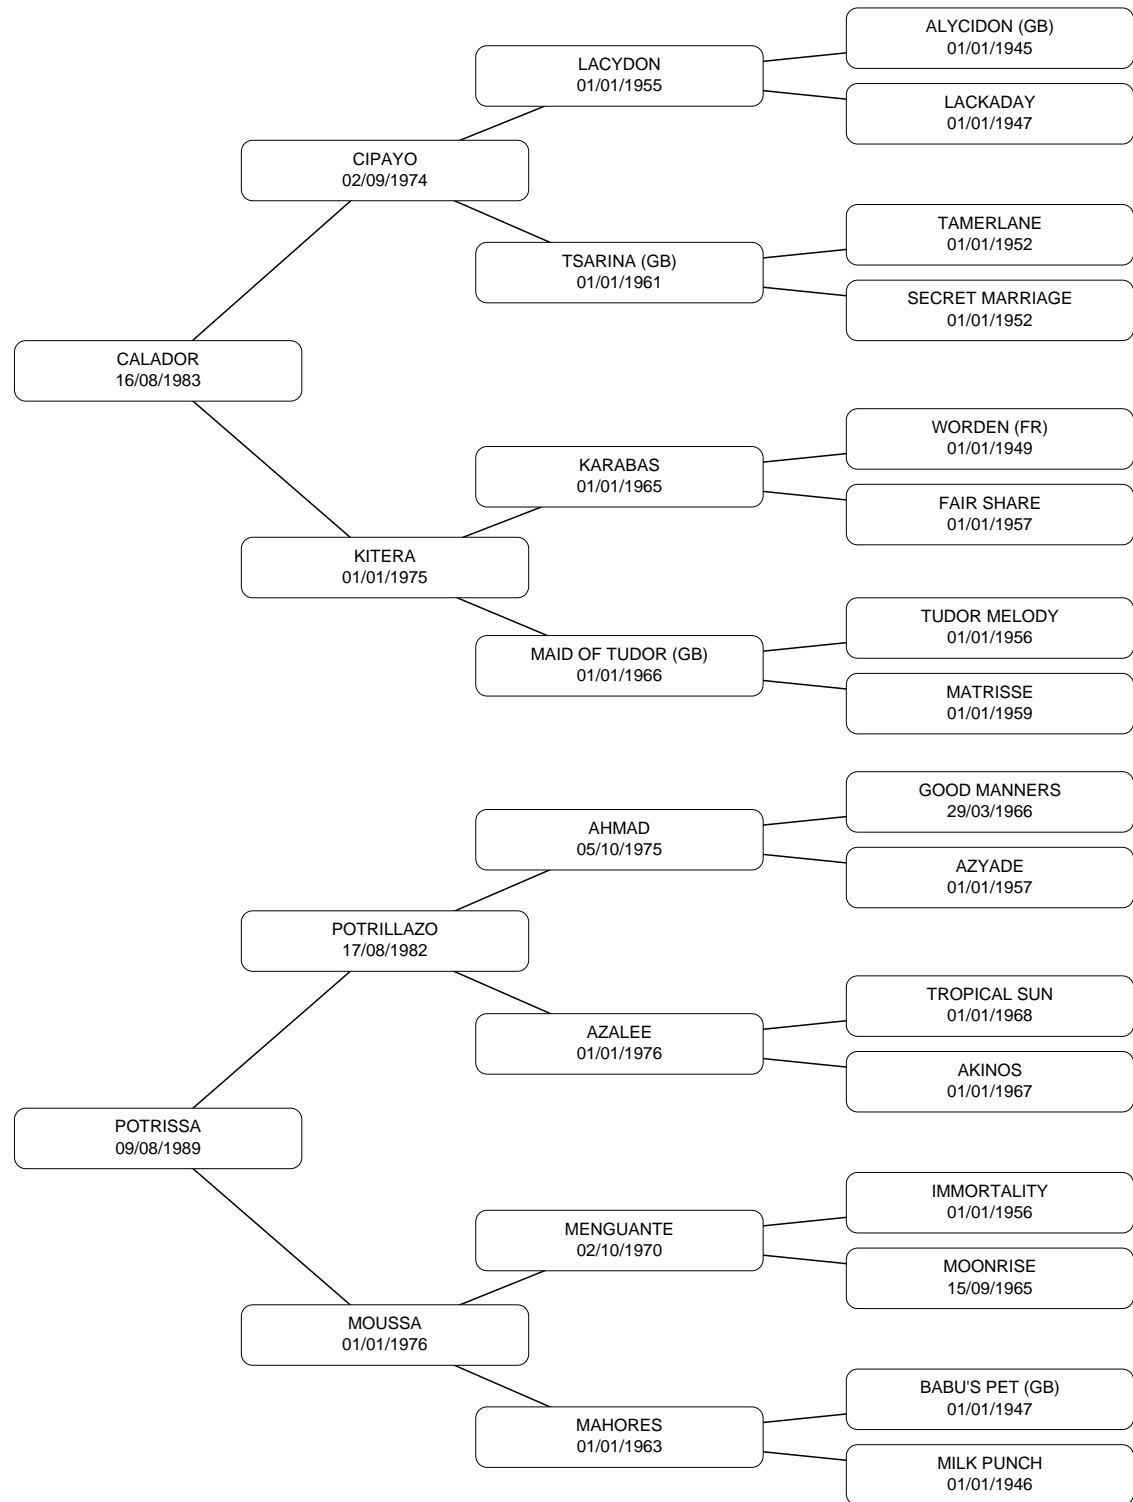 ALYCIDON (GB)
01/01/1945
LACYDON
01/01/1955
LACKADAY
01/01/1947
CIPAYO
02/09/1974
TAMERLANE
01/01/1952
TSARINA (GB)
01/01/1961
SECRET MARRIAGE
01/01/1952
CALADOR
16/08/1983
WORDEN (FR)
01/01/1949
KARABAS
01/01/1965
FAIR SHARE
01/01/1957
KITERA
01/01/1975
TUDOR MELODY
01/01/1956
MAID OF TUDOR (GB)
01/01/1966
MATRISSE
01/01/1959
GOOD MANNERS
29/03/1966
AHMAD
05/10/1975
AZYADE
01/01/1957
POTRILLAZO
17/08/1982
TROPICAL SUN
01/01/1968
AZALEE
01/01/1976
AKINOS
01/01/1967
POTRISSA
09/08/1989
IMMORTALITY
01/01/1956
MENGUANTE
02/10/1970
MOONRISE
15/09/1965
MOUSSA
01/01/1976
BABU'S PET (GB)
01/01/1947
MAHORES
01/01/1963
MILK PUNCH
01/01/1946